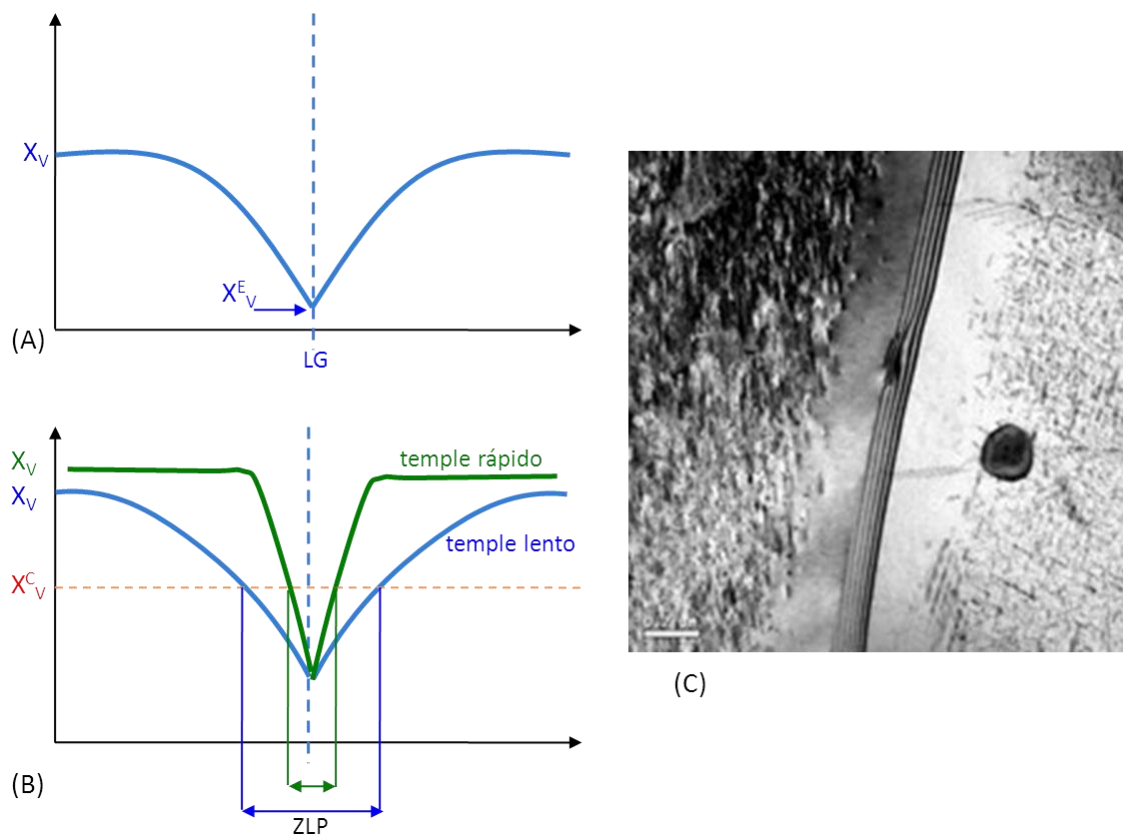 X_V
X^E_V
(A)
LG
X_V
temple rápido
X_V
temple lento
X^C_V
(B)
ZLP
(C)